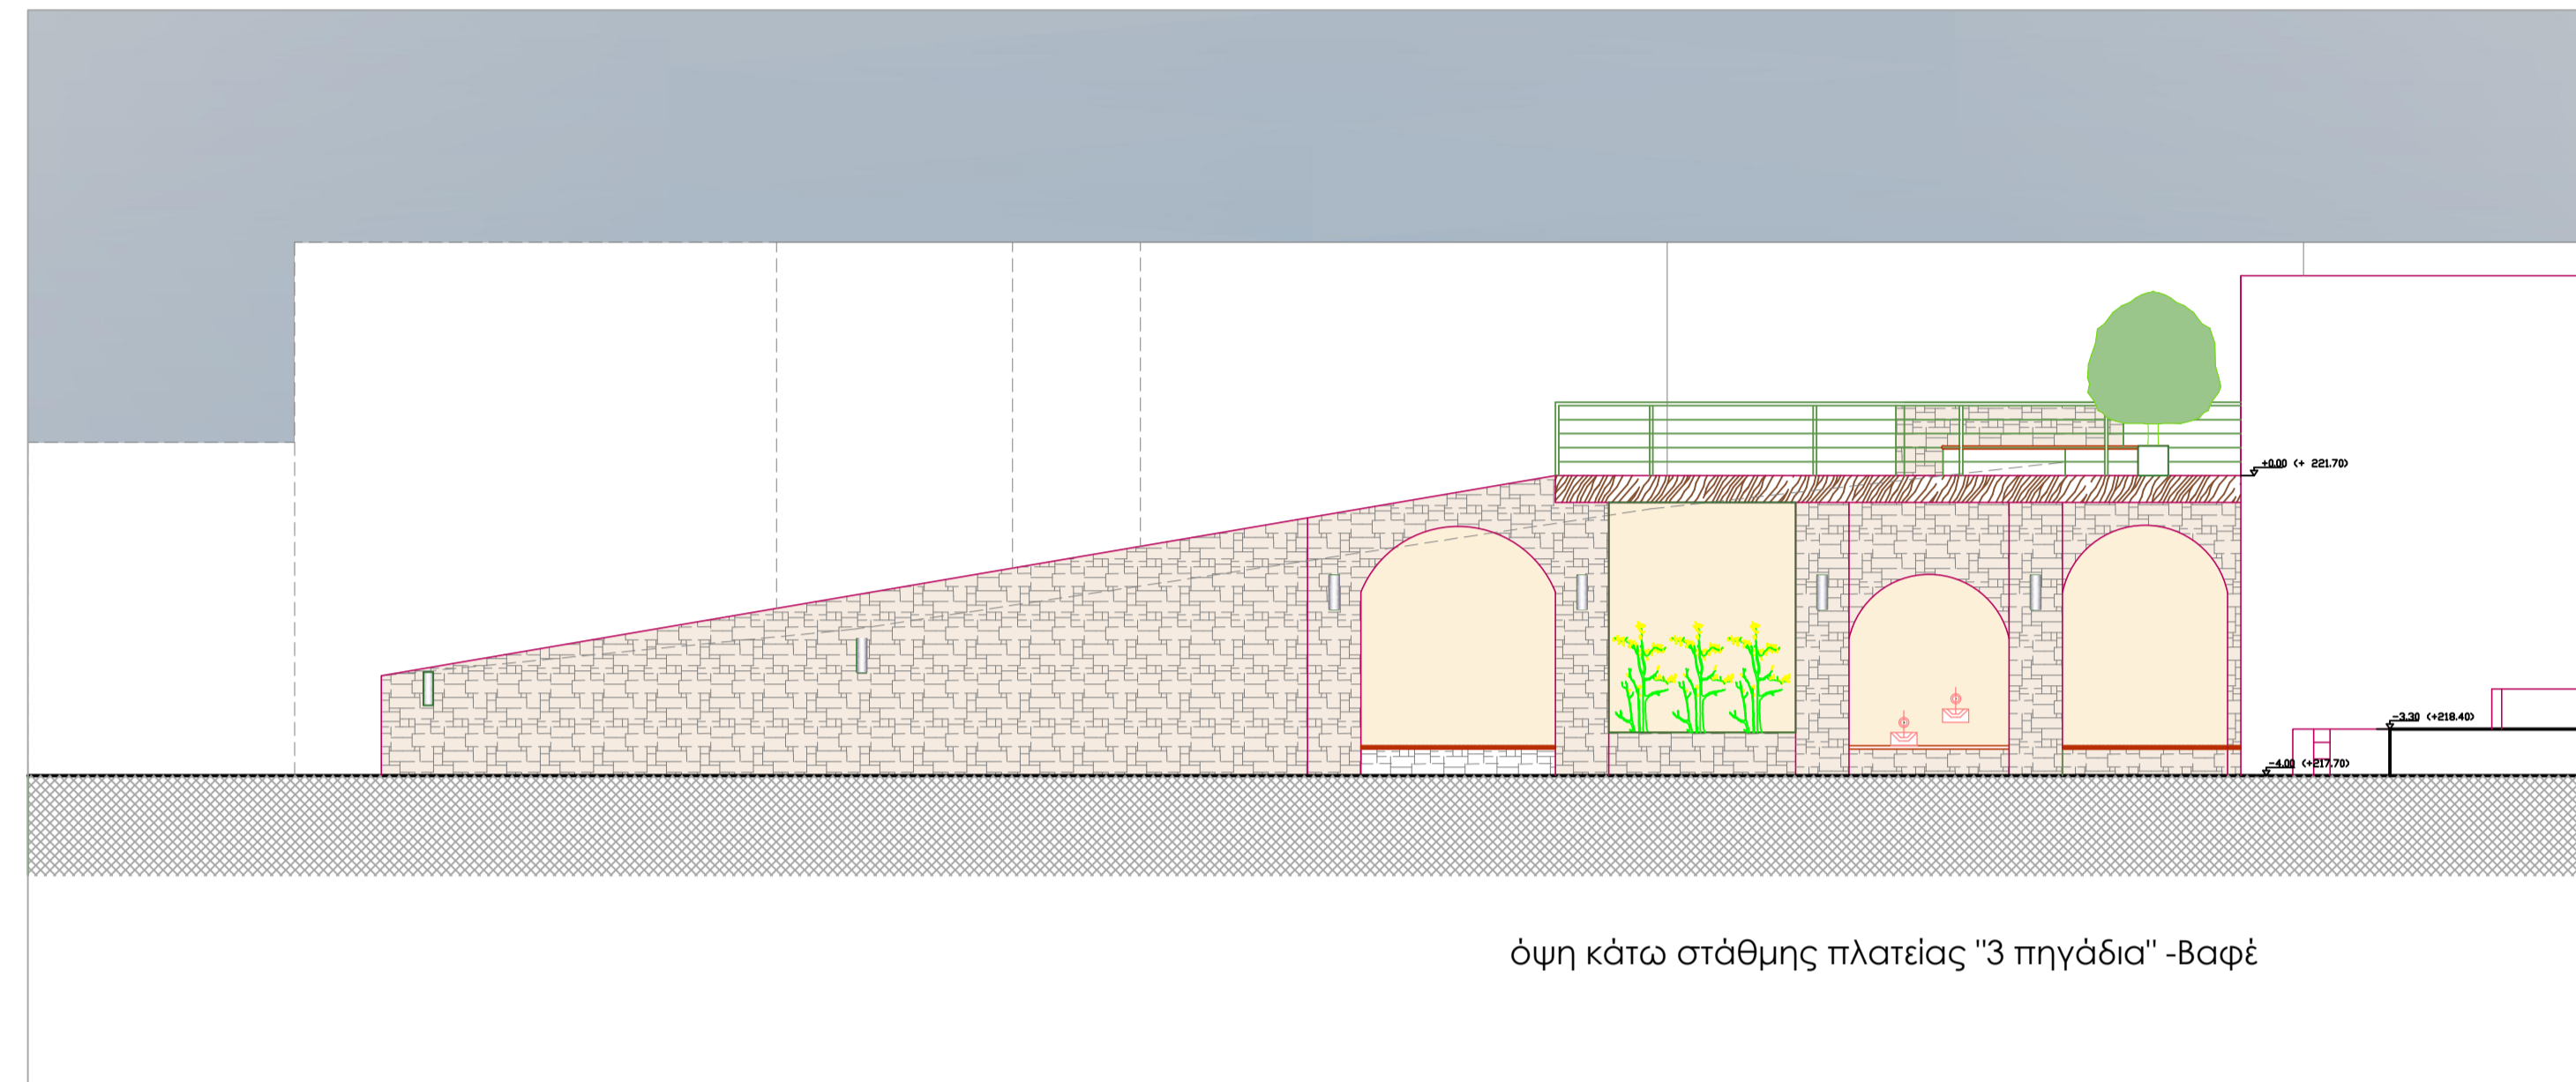 +0.00 (+ 221.70)
-3.30 (+218.40)
-4.00 (+217.70)
όψη κάτω στάθμης πλατείας "3 πηγάδια" -Βαφέ